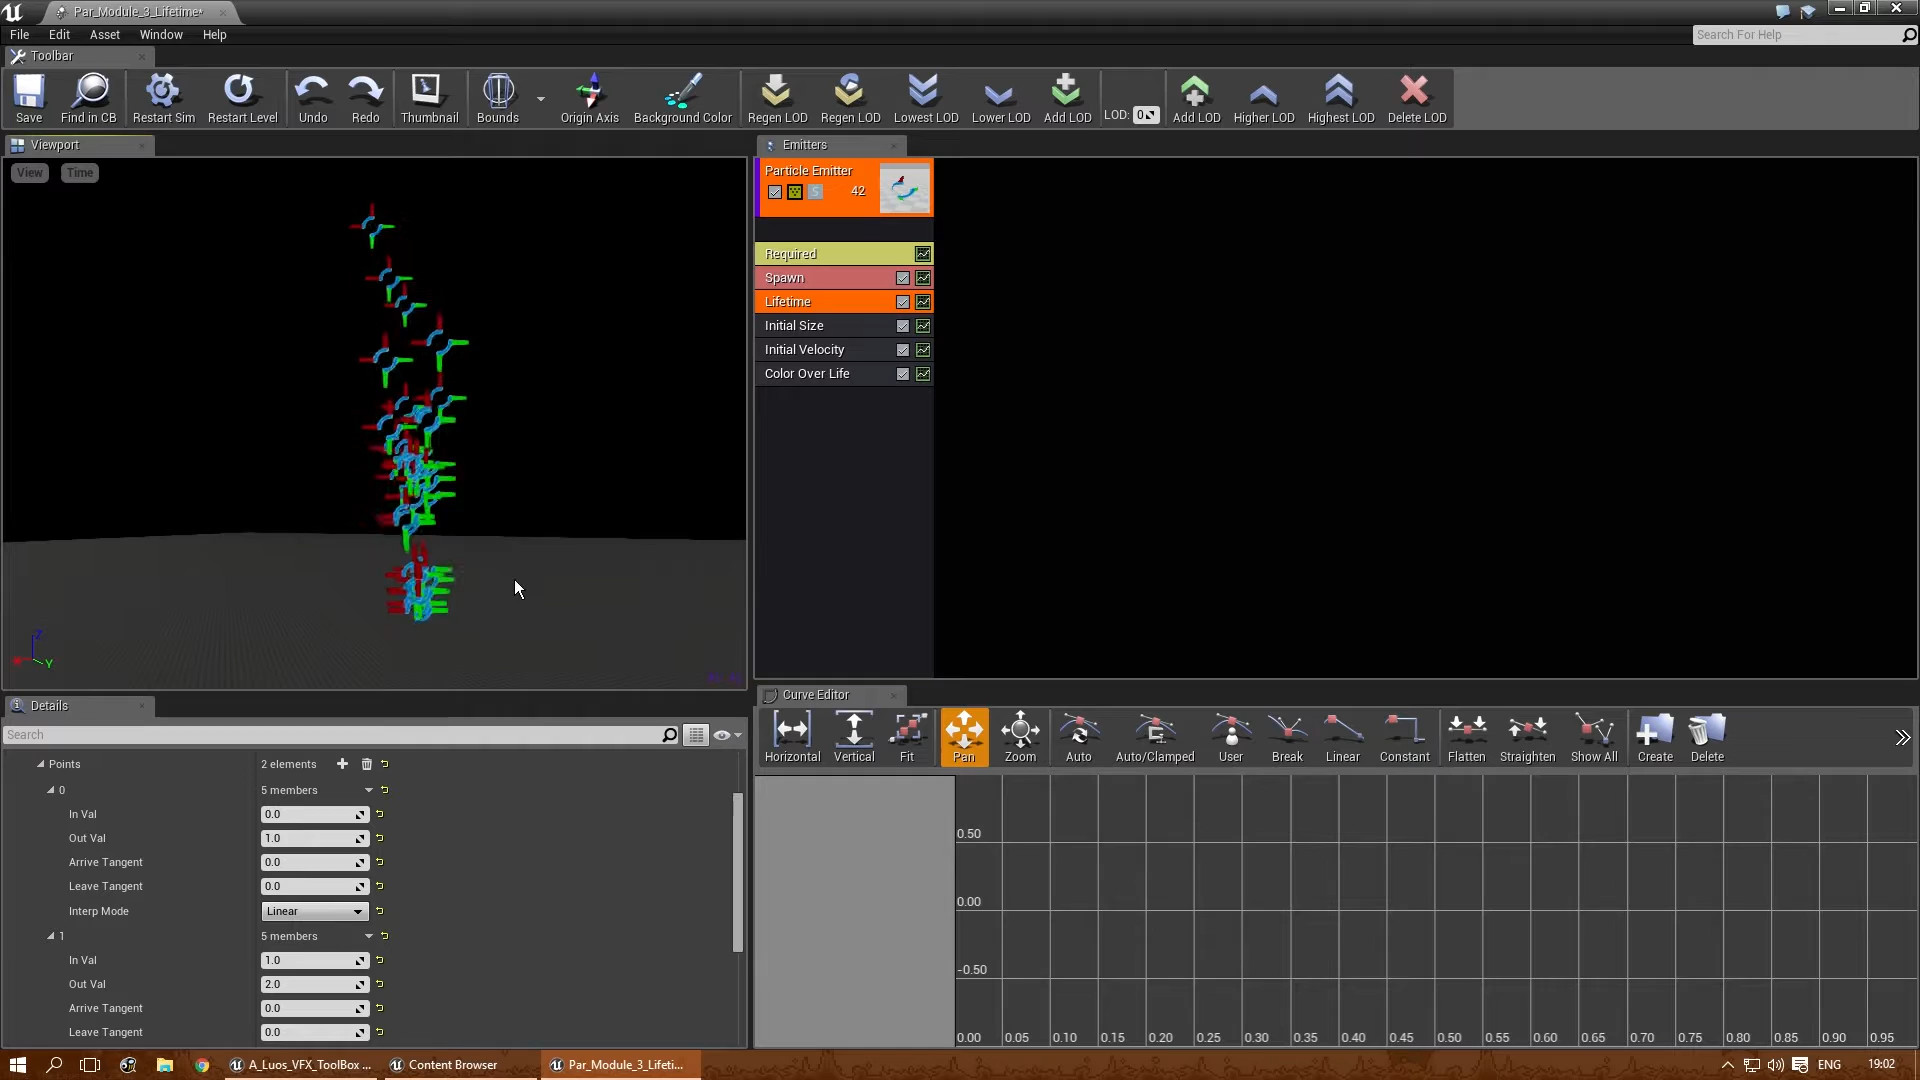 Par_Module_3_Lifetime*
File Edit Asset Window Help
Search For Help
Toolbar
Save Find in CB Restart Sim Restart Level Undo Redo Thumbnail Bounds Origin Axis Background Color Regen LOD Regen LOD Lowest LOD Lower LOD Add LOD LOD: 0 Add LOD Higher LOD Highest LOD Delete LOD
Viewport
View Time
Z
Y
Emitters
Particle Emitter
S 42
Required
Spawn
Lifetime
Initial Size
Initial Velocity
Color Over Life
Details
Search
Points 2 elements
0 5 members
In Val 0.0
Out Val 1.0
Arrive Tangent 0.0
Leave Tangent 0.0
Interp Mode Linear
1 5 members
In Val 1.0
Out Val 2.0
Arrive Tangent 0.0
Leave Tangent 0.0
Curve Editor
Horizontal Vertical Fit Pan Zoom Auto Auto/Clamped User Break Linear Constant Flatten Straighten Show All Create Delete
0.50
0.00
-0.50
0.00 0.05 0.10 0.15 0.20 0.25 0.30 0.35 0.40 0.45 0.50 0.55 0.60 0.65 0.70 0.75 0.80 0.85 0.90 0.95
A_Luos_VFX_ToolBox ... Content Browser Par_Module_3_Lifeti... ENG 19:02